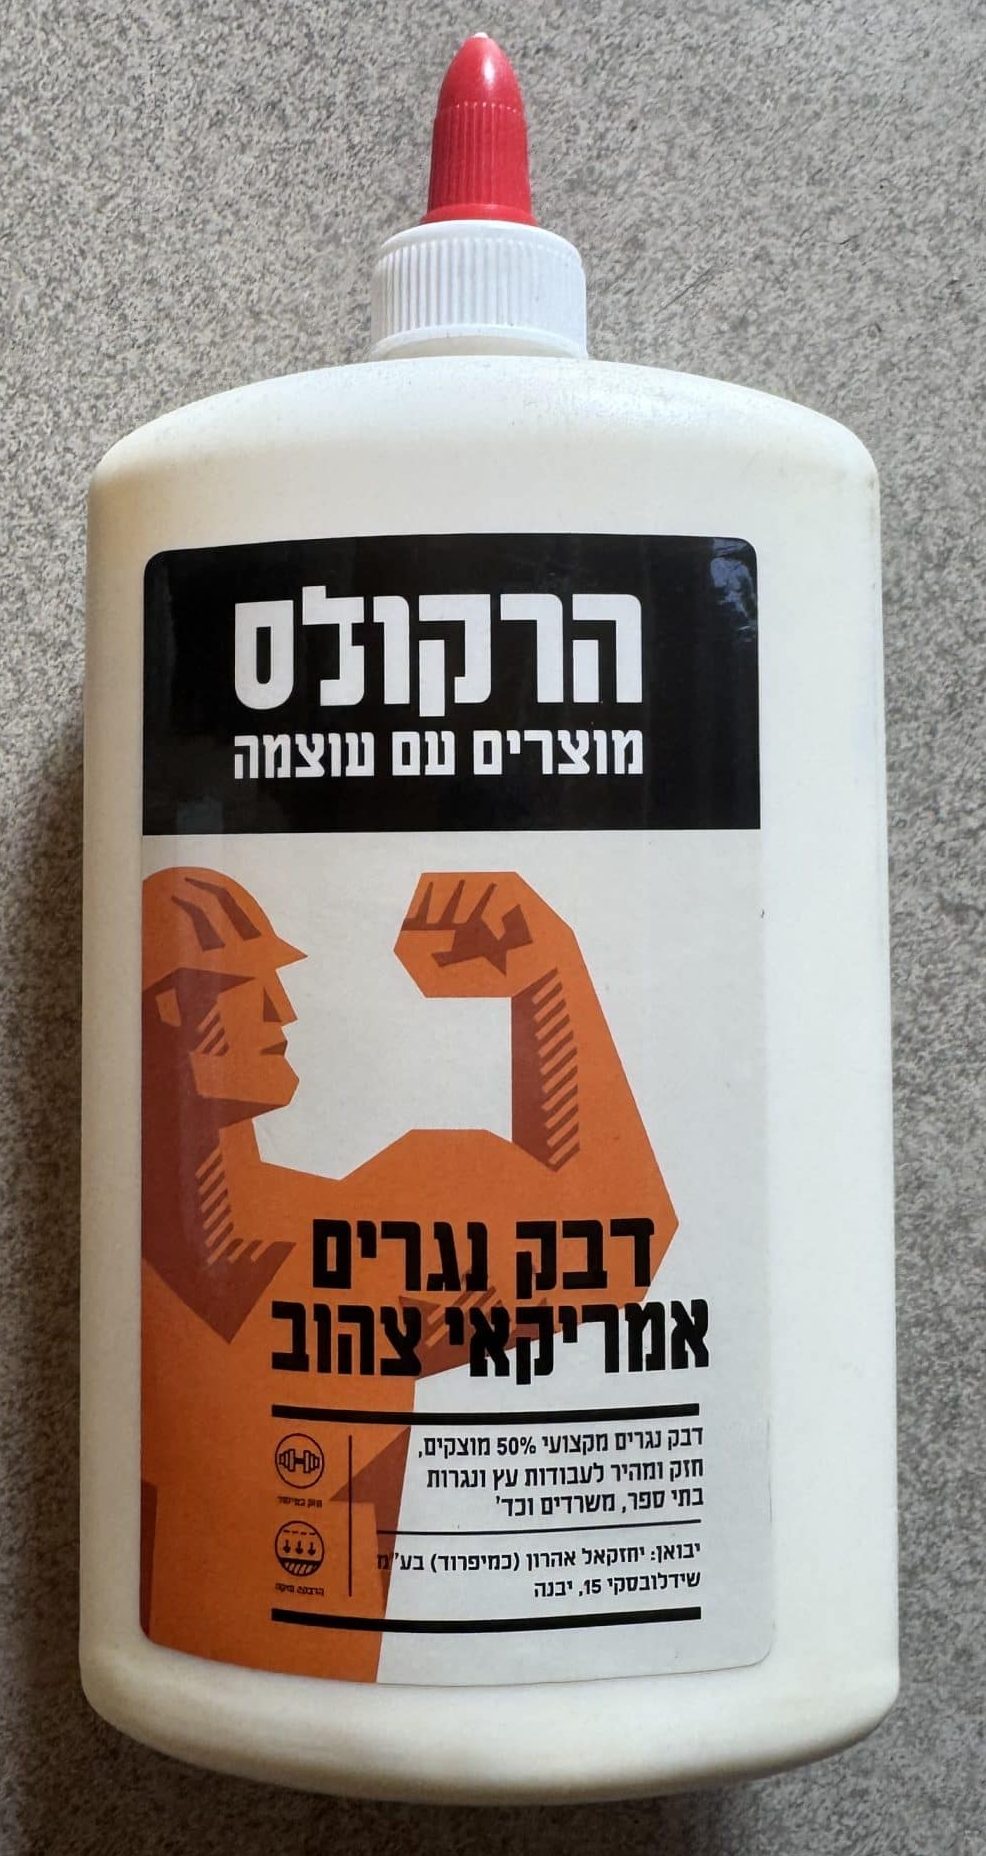 הרקולס
מוצרים עם עוצמה
דבק נגרים
אמריקאי צהוב
דבק נגרים מקצועי 50% מוצקים,
חזק ומהיר לעבודות עץ ונגרות
בתי ספר, משרדים וכד'
יבואן: יחזקאל אהרון (כמיפרוד) בע"מ
שידלובסקי 15, יבנה